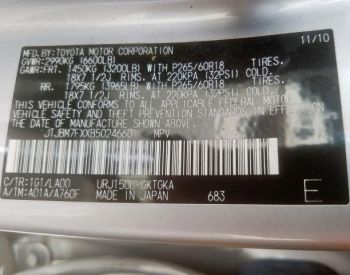 MFD.BY:TOYOTA MOTOR CORPORATION 11/10
GVWR:2990KG (6600LB)
GAWR:FRT. 1450KG (3200LB) WITH P265/60R18 TIRES.
18X7 1/2J RIMS. AT 220KPA (32PSI) COLD.
RR. 1795KG (3965LB) WITH P265/60R18 TIRES.
18X7 1/2J RIMS. AT 220KPA (32PSI) COLD.
THIS VEHICLE CONFORMS TO ALL APPLICABLE FEDERAL MOTOR
VEHICLE SAFETY AND THEFT PREVENTION STANDARDS IN EFFECT
ON THE DATE OF MANUFACTURE SHOWN ABOVE.
JTJBM7FXXB5024660 MPV
C/TR:1G1/LA00 URJ150L-GKTGKA
A/TM:A01A/A760F MADE IN JAPAN 683 E